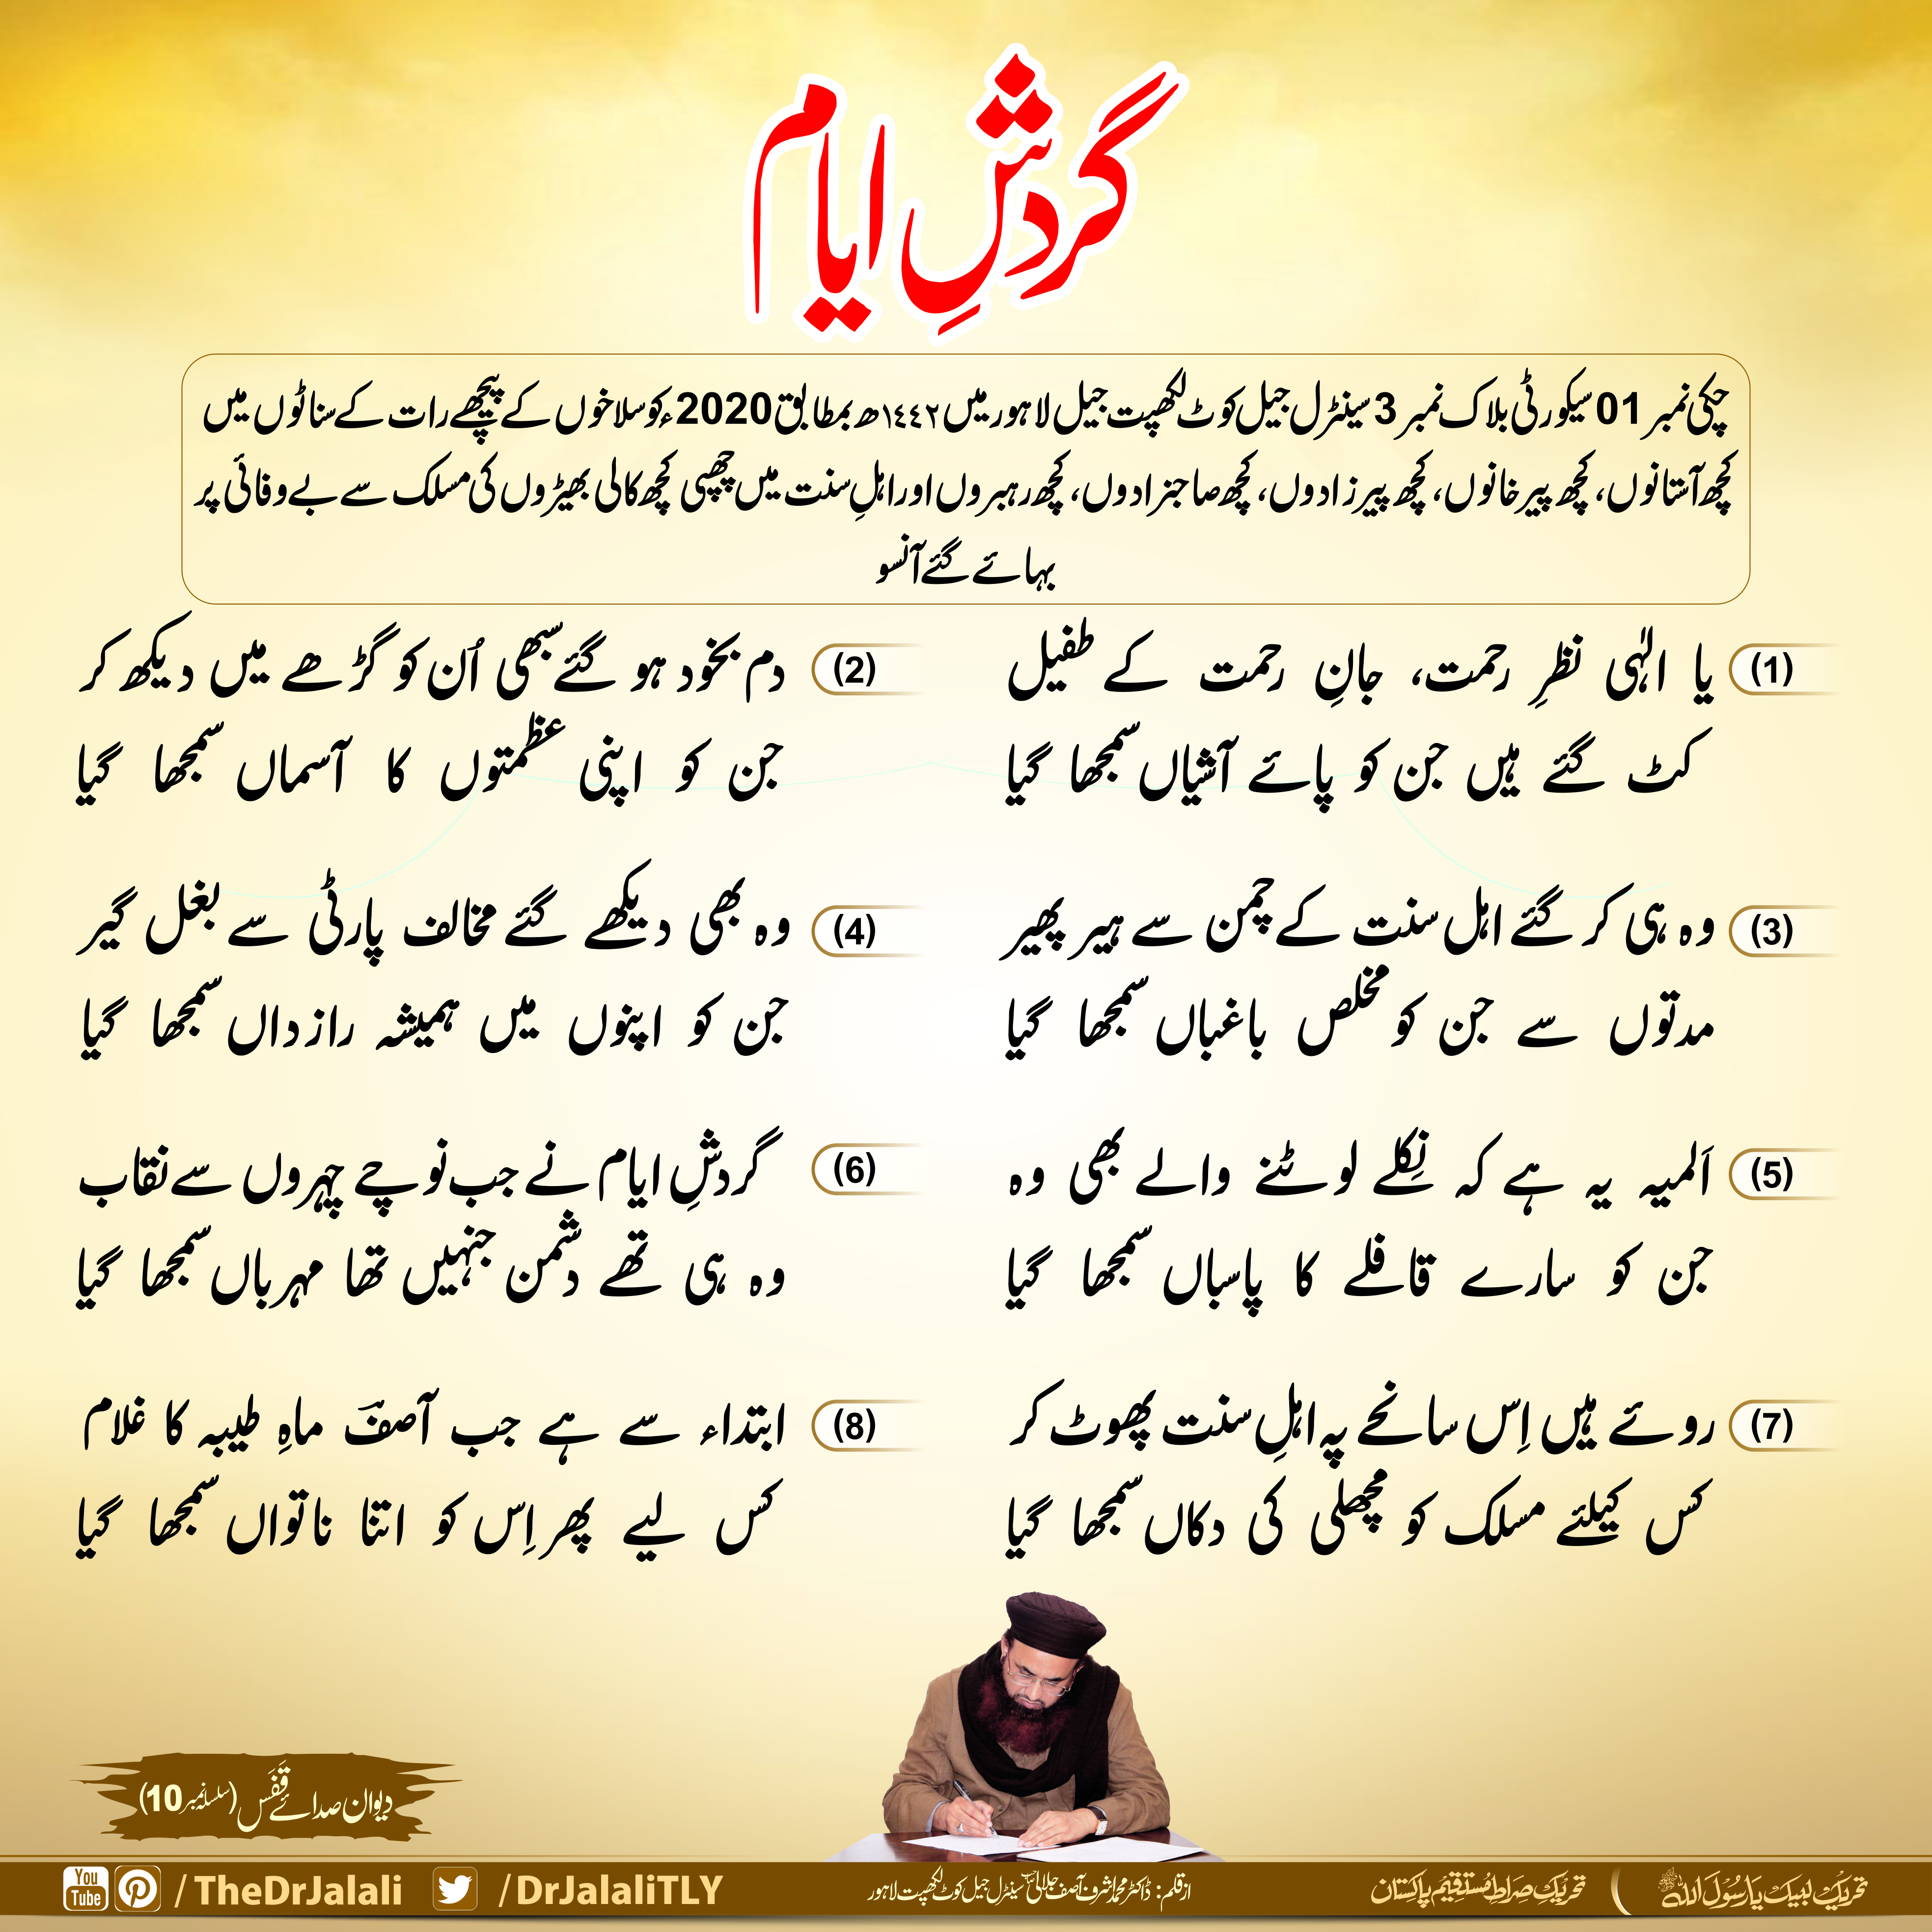 گردشِ ایام
چکی نمبر 01 سیکورٹی بلاک نمبر 3 سینٹرل جیل کوٹ لکھپت جیل لاہور میں ١٤٤٢ھ بمطابق 2020ء کو سلاخوں کے پیچھے رات کے سناٹوں میں
کچھ آستانوں، کچھ پیر خانوں، کچھ پیرزادوں، کچھ صاحبزادوں، کچھ رہبروں اور اہلِ سنت میں چھپی کچھ کالی بھیڑوں کی مسلک سے بے وفائی پر
بہائے گئے آنسو
(1) یا الٰہی نظرِ رحمت، جانِ رحمت کے طفیل
کٹ گئے ہیں جن کو پائے آشیاں سمجھا گیا
(2) دم بخود ہو گئے سبھی اُن کو گڑھے میں دیکھ کر
جن کو اپنی عظمتوں کا آسماں سمجھا گیا
(3) وہ ہی کر گئے اہل سنت کے چمن سے ہیر پھیر
مدتوں سے جن کو مخلص باغباں سمجھا گیا
(4) وہ بھی دیکھے گئے مخالف پارٹی سے بغل گیر
جن کو اپنوں میں ہمیشہ رازداں سمجھا گیا
(5) اَلمیہ یہ ہے کہ نِکلے لوٹنے والے بھی وہ
جن کو سارے قافلے کا پاسباں سمجھا گیا
(6) گردشِ ایام نے جب نوچے چہروں سے نقاب
وہ ہی تھے دشمن جنہیں تھا مہرباں سمجھا گیا
(7) روئے ہیں اِس سانحے پہ اہلِ سنت پھوٹ کر
کس کیلئے مسلک کو مچھلی کی دکاں سمجھا گیا
(8) ابتداء سے ہے جب آصفؔ ماہِ طیبہ کا غلام
کس لیے پھر اِس کو اتنا ناتواں سمجھا گیا
دیوان صدائے قَفَس (سلسلہ نمبر 10)
تحریک لبیک یا رسول اللہ ﷺ
تحریک صراط مستقیم پاکستان
از قلم: ڈاکٹر محمد اشرف آصف جلالی سینٹرل جیل کوٹ لکھپت لاہور
/DrJalaliTLY
You Tube /TheDrJalali